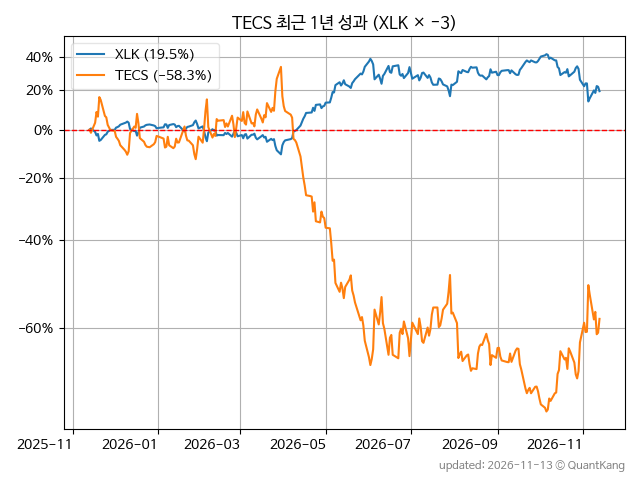 TECS 최근 1년 성과 (XLK × −3)
XLK (19.5%)
TECS (−58.3%)
40%
20%
0%
−20%
−40%
−60%
2025-11 2026-01 2026-03 2026-05 2026-07 2026-09 2026-11
updated: 2026-11-13 © QuantKang